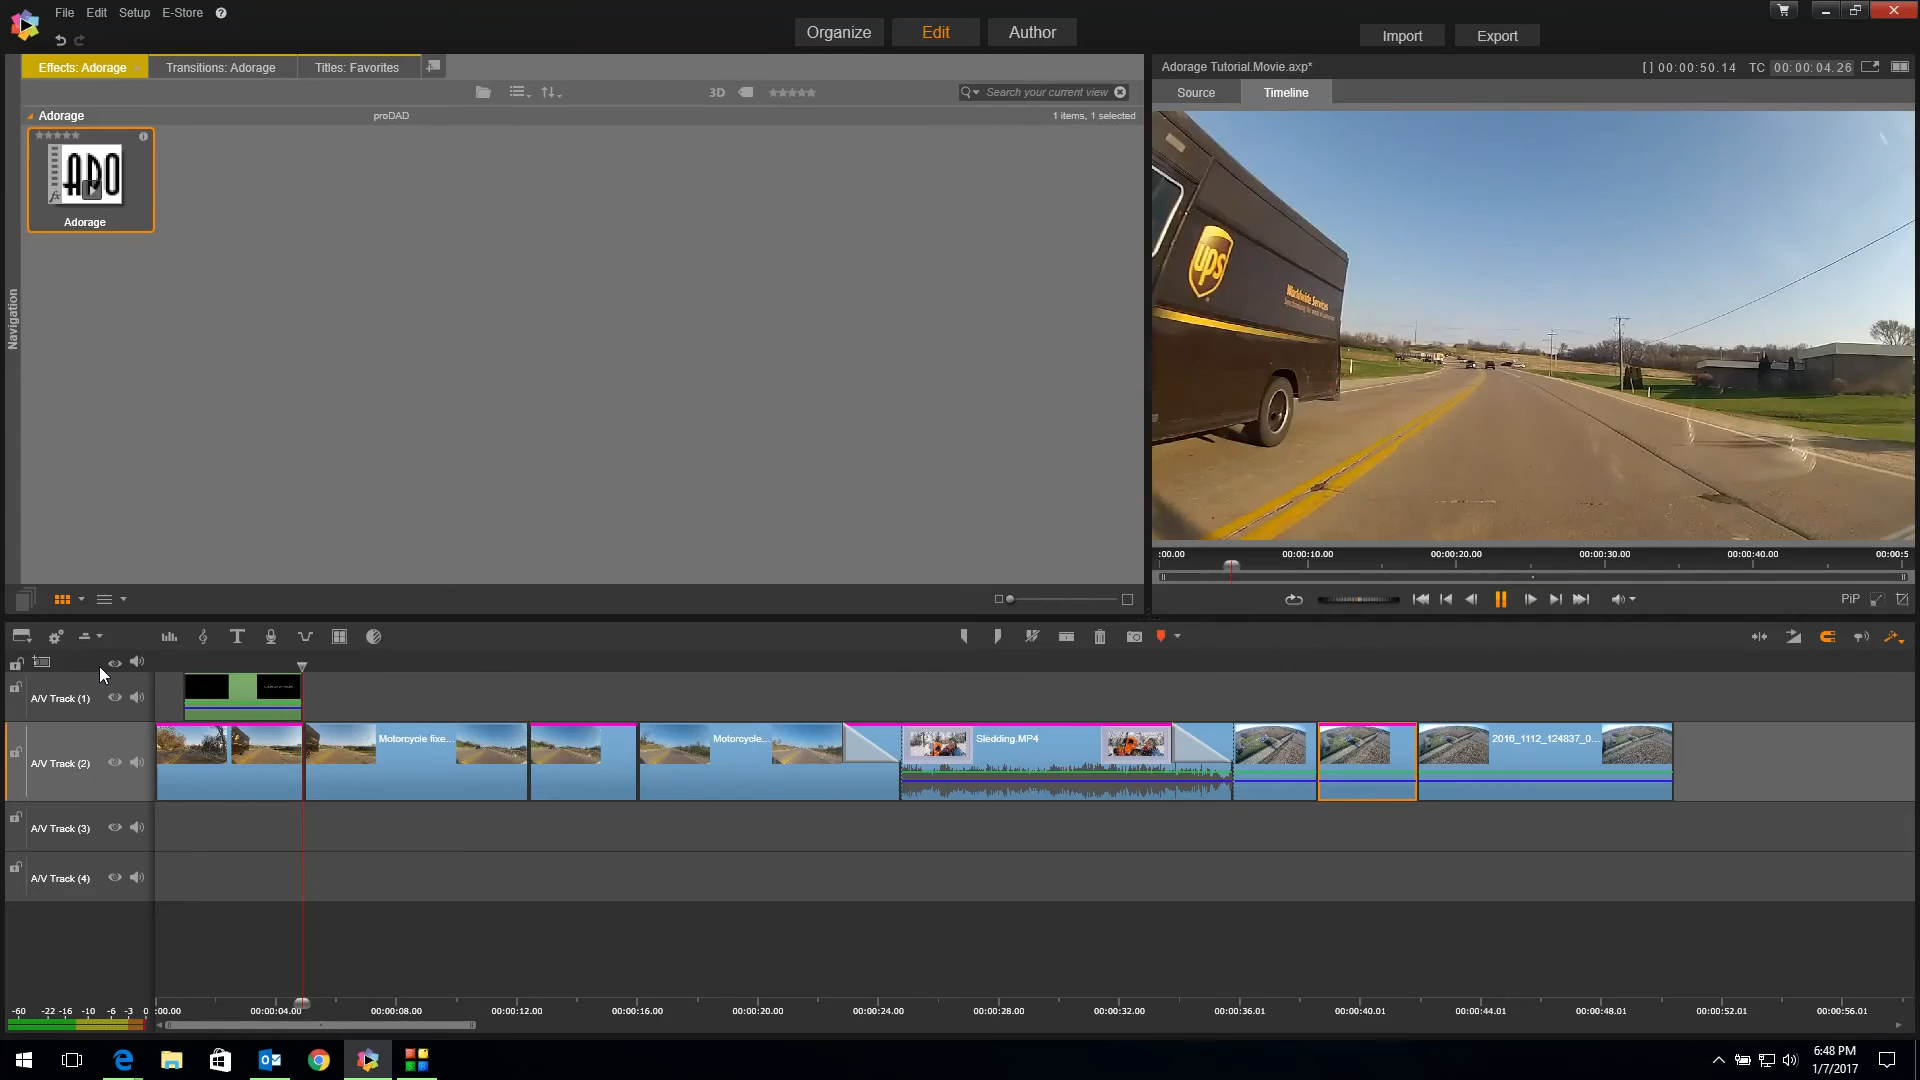 File Edit Setup E-Store ?
Organize Edit Author
Import Export
Effects: Adorage Transitions: Adorage Titles: Favorites
Adorage Tutorial.Movie.axp*
[ ] 00:00:50.14 TC 00:00:04.26
Source Timeline
3D
Search your current view
Adorage proDAD 1 items, 1 selected
ADO
fx
Adorage
Navigation
ups
Worldwide Services
:00.00 00:00:10.00 00:00:20.00 00:00:30.00 00:00:40.00 00:00:5
PiP
A/V Track (1)
A/V Track (2)
Motorcycle fixe...
Motorcycle...
Sledding.MP4
2016_1112_124837_0...
A/V Track (3)
A/V Track (4)
-60 -22 -16 -10 -6 -3 0
:00.00 00:00:04.00 00:00:08.00 00:00:12.00 00:00:16.00 00:00:20.00 00:00:24.00 00:00:28.00 00:00:32.00 00:00:36.01 00:00:40.01 00:00:44.01 00:00:48.01 00:00:52.01 00:00:56.01
6:48 PM
1/7/2017